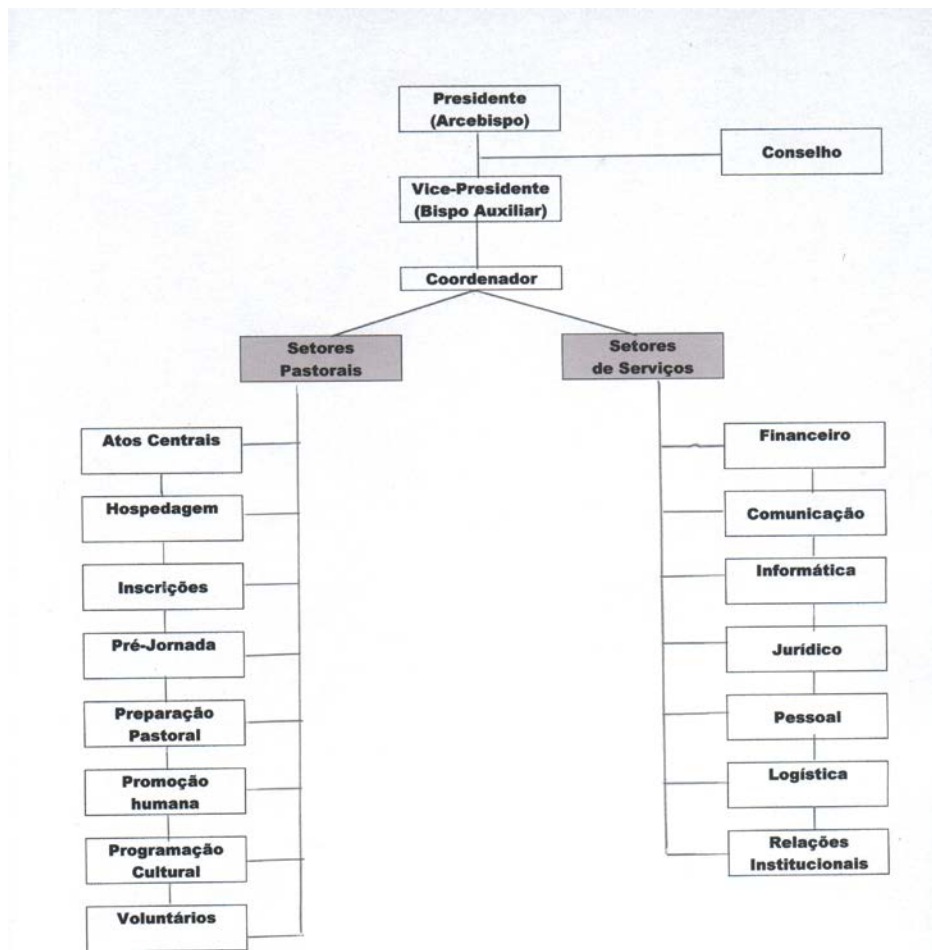 Presidente
(Arcebispo)
Conselho
Vice-Presidente
(Bispo Auxiliar)
Coordenador
Setores
Pastorais
Setores
de Serviços
Atos Centrais
Hospedagem
Inscrições
Pré-Jornada
Preparação
Pastoral
Promoção
humana
Programação
Cultural
Voluntários
Financeiro
Comunicação
Informática
Jurídico
Pessoal
Logística
Relações
Institucionais